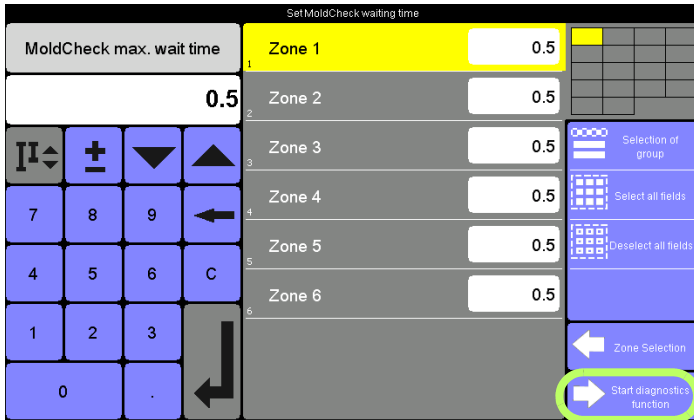 Set MoldCheck waiting time
MoldCheck max. wait time
0.5
7 8 9
4 5 6 C
1 2 3
0 .
Zone 1 0.5
1
Zone 2 0.5
2
Zone 3 0.5
3
Zone 4 0.5
4
Zone 5 0.5
5
Zone 6 0.5
6
Selection of
group
Select all fields
Deselect all fields
Zone Selection
Start diagnostics
function